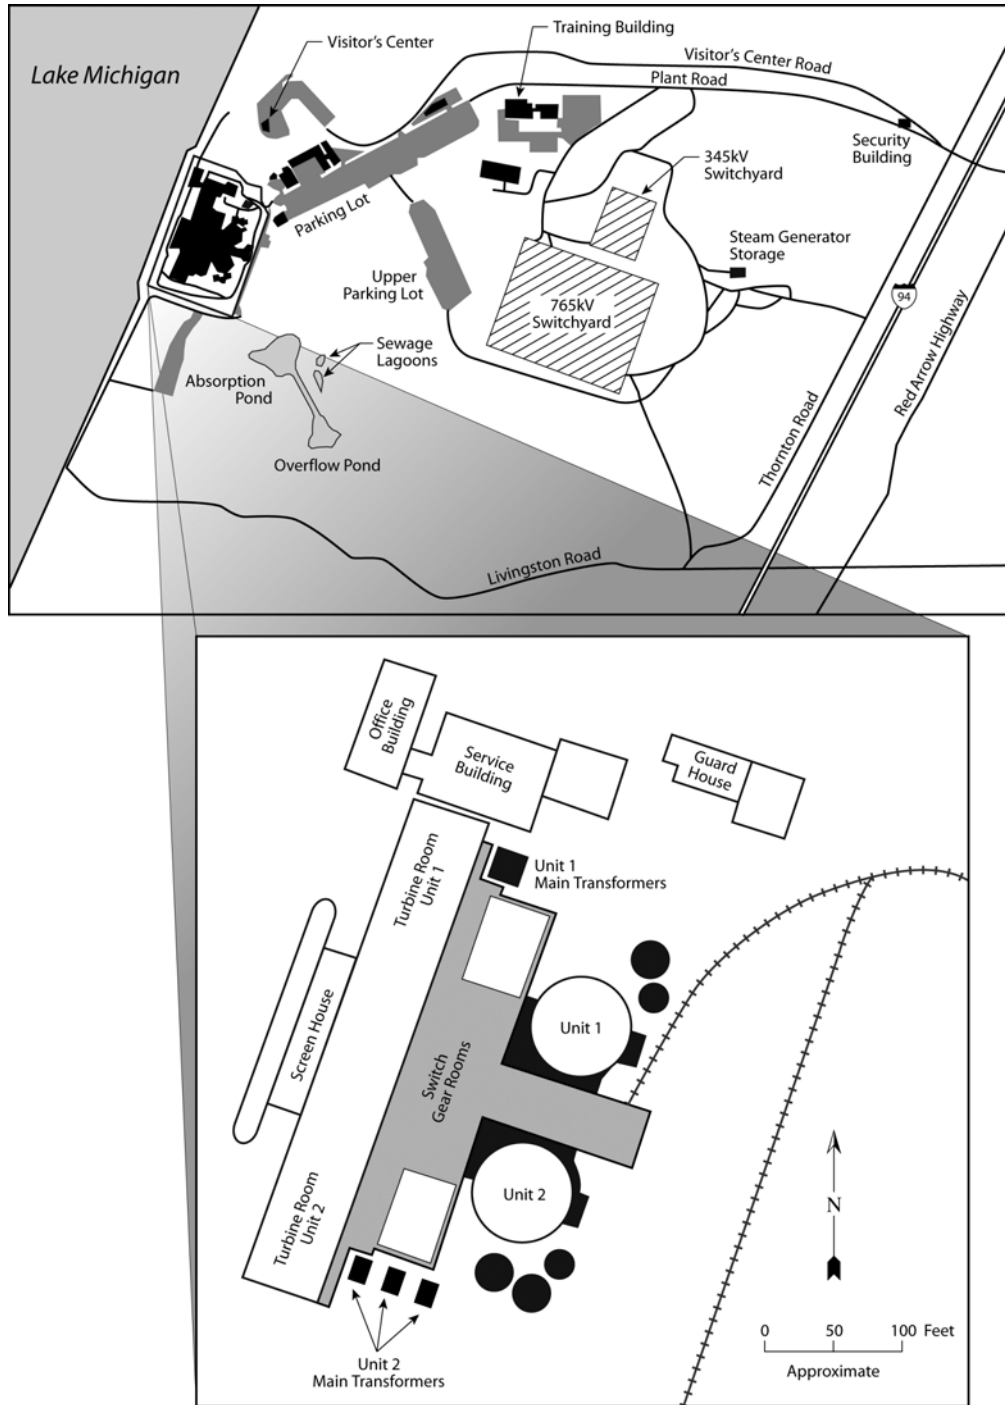 Lake Michigan
Visitor's Center
Training Building
Visitor's Center Road
Plant Road
Security
Building
345kV
Switchyard
Parking Lot
Steam Generator
Storage
Upper
Parking Lot
765kV
Switchyard
94
Red Arrow Highway
Sewage
Lagoons
Absorption
Pond
Thornton Road
Overflow Pond
Livingston Road
Office
Building
Service
Building
Guard
House
Turbine Room
Unit 1
Unit 1
Main Transformers
Screen House
Unit 1
Switch
Gear Rooms
Unit 2
Turbine Room
Unit 2
N
0 50 100 Feet
Approximate
Unit 2
Main Transformers